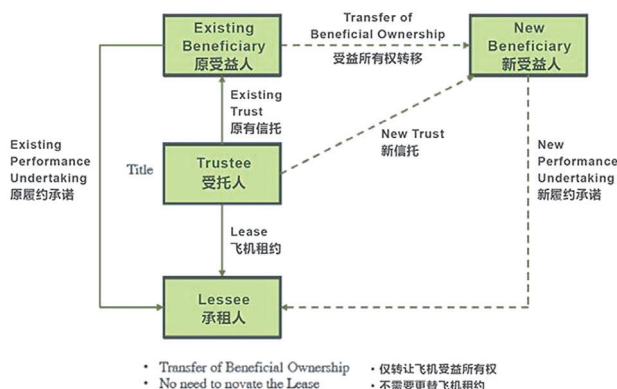 Existing
Beneficiary
原受益人
Transfer of
Beneficial Ownership
受益所有权转移
New
Beneficiary
新受益人
Existing
Trust
原有信托
New Trust
新信托
Existing
Performance
Undertaking
原履约承诺
Title
Trustee
受托人
New
Performance
Undertaking
新履约承诺
Lease
飞机租约
Lessee
承租人
• Transfer of Beneficial Ownership
• 仅转让飞机受益所有权
• No need to novate the Lease
• 不需要更替飞机租约